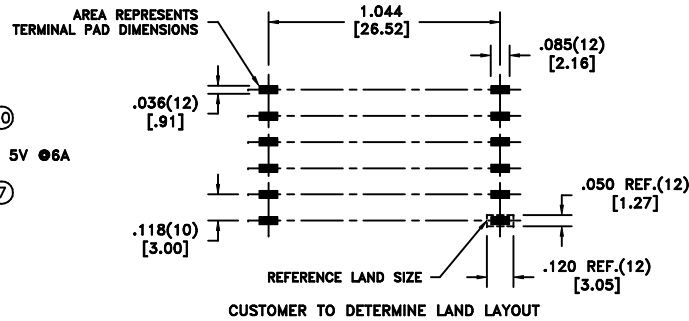 AREA REPRESENTS
TERMINAL PAD DIMENSIONS
1.044
[26.52]
.085(12)
[2.16]
.036(12)
[.91]
5V @6A
.050 REF.(12)
[1.27]
.118(10)
[3.00]
REFERENCE LAND SIZE
.120 REF.(12)
[3.05]
CUSTOMER TO DETERMINE LAND LAYOUT